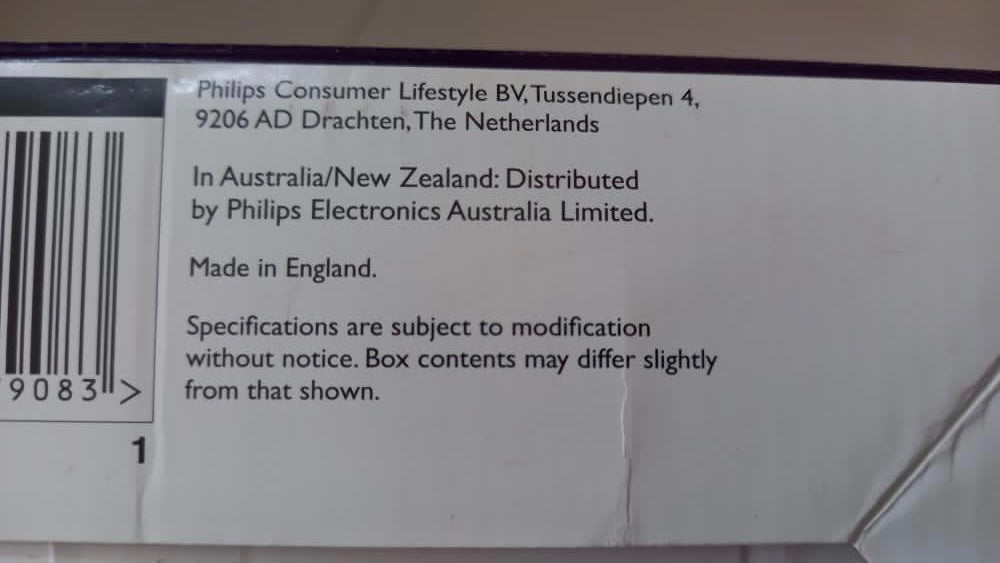 Philips Consumer Lifestyle BV, Tussendiepen 4,
9206 AD Drachten, The Netherlands
In Australia/New Zealand: Distributed
by Philips Electronics Australia Limited.
Made in England.
Specifications are subject to modification
without notice. Box contents may differ slightly
from that shown.
9083 >
1